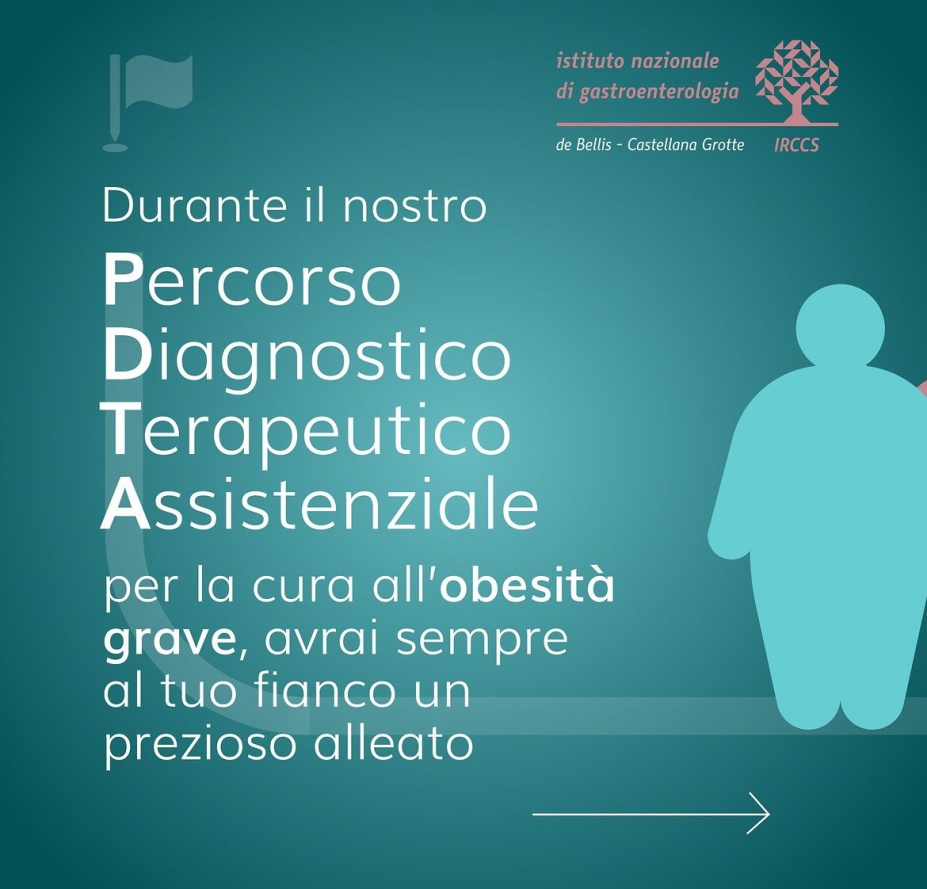 istituto nazionale
di gastroenterologia
de Bellis - Castellana Grotte IRCCS
Durante il nostro
Percorso
Diagnostico
Terapeutico
Assistenziale
per la cura all'obesità
grave, avrai sempre
al tuo fianco un
prezioso alleato